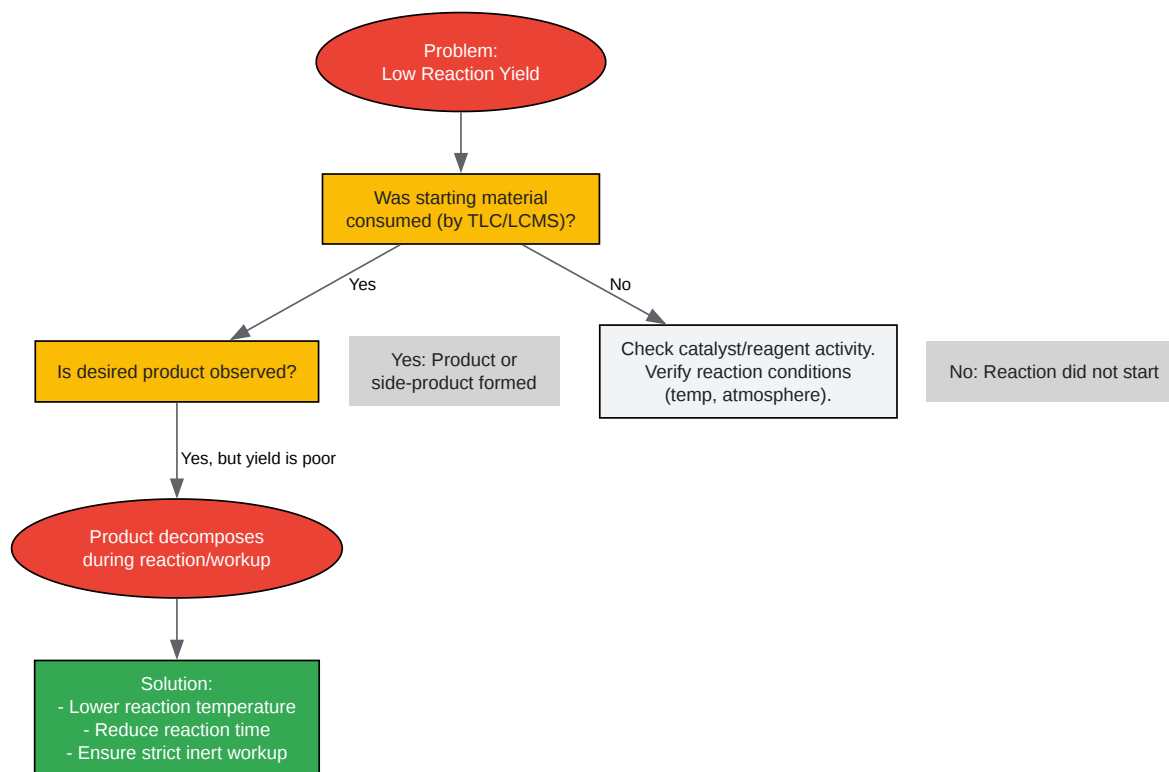 Problem:
Low Reaction Yield
Was starting material
consumed (by TLC/LCMS)?
Yes
No
Is desired product observed?
Yes: Product or
side-product formed
Check catalyst/reagent activity.
Verify reaction conditions
(temp, atmosphere).
No: Reaction did not start
Yes, but yield is poor
Product decomposes
during reaction/workup
Solution:
- Lower reaction temperature
- Reduce reaction time
- Ensure strict inert workup